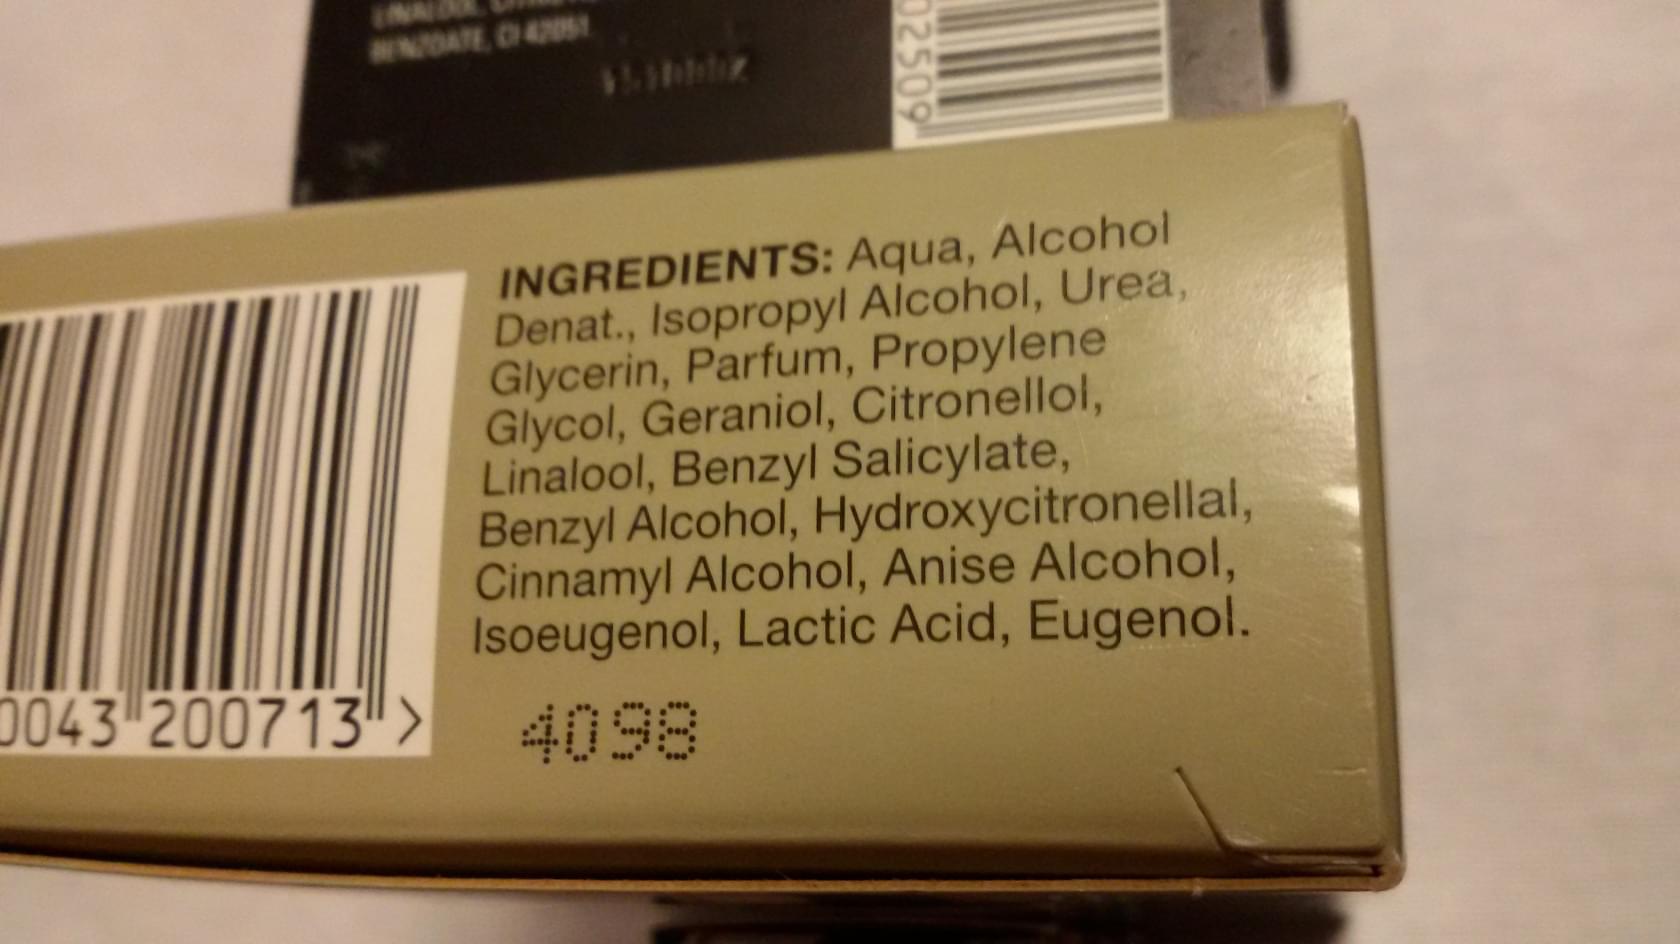 BENZOATE, CI 42051.
02509
INGREDIENTS: Aqua, Alcohol
Denat., Isopropyl Alcohol, Urea,
Glycerin, Parfum, Propylene
Glycol, Geraniol, Citronellol,
Linalool, Benzyl Salicylate,
Benzyl Alcohol, Hydroxycitronellal,
Cinnamyl Alcohol, Anise Alcohol,
Isoeugenol, Lactic Acid, Eugenol.
0043 200713 >
4098